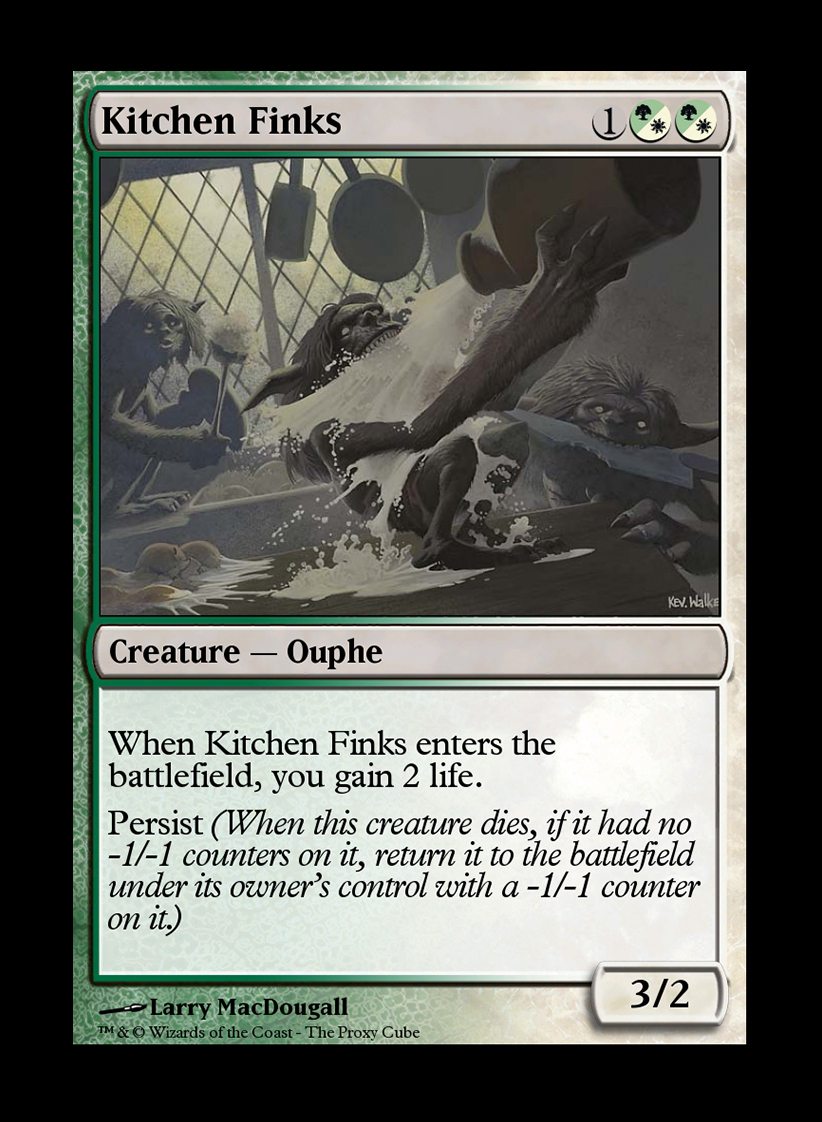 Kitchen Finks 1
Kev. Walke
Creature — Ouphe
When Kitchen Finks enters the
battlefield, you gain 2 life.
Persist (When this creature dies, if it had no
-1/-1 counters on it, return it to the battlefield
under its owner's control with a -1/-1 counter
on it.)
3/2
Larry MacDougall
™ & © Wizards of the Coast - The Proxy Cube